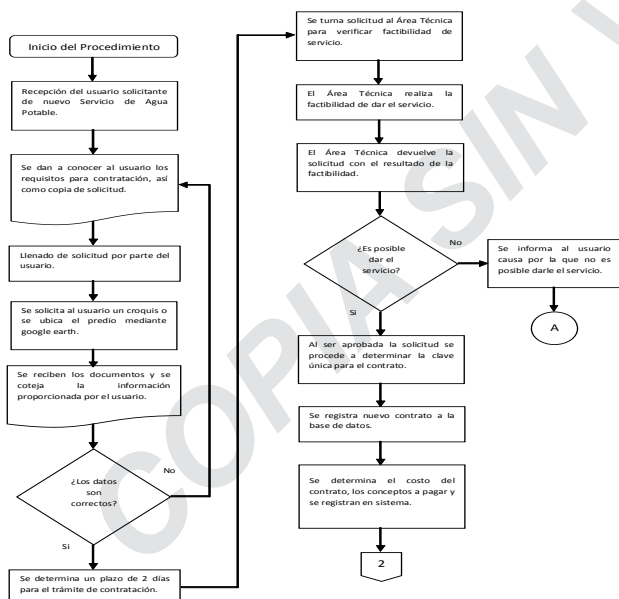 Inicio del Procedimiento
Recepción del usuario solicitante
de nuevo Servicio de Agua
Potable.
Se dan a conocer al usuario los
requisitos para contratación, así
como copia de solicitud.
Llenado de solicitud por parte del
usuario.
Se solicita al usuario un croquis o
se ubica el predio mediante
google earth.
Se reciben los documentos y se
coteja la información
proporcionada por el usuario.
¿Los datos
son
correctos?
No
Si
Se determina un plazo de 2 días
para el trámite de contratación.
Se turna solicitud al Área Técnica
para verificar factibilidad de
servicio.
El Área Técnica realiza la
factibilidad de dar el servicio.
El Área Técnica devuelve la
solicitud con el resultado de la
factibilidad.
¿Es posible
dar el
servicio?
No
Si
Se informa al usuario
causa por la que no es
posible darle el servicio.
A
Al ser aprobada la solicitud se
procede a determinar la clave
única para el contrato.
Se registra nuevo contrato a la
base de datos.
Se determina el costo del
contrato, los conceptos a pagar y
se registran en sistema.
2
COPIA SIN V